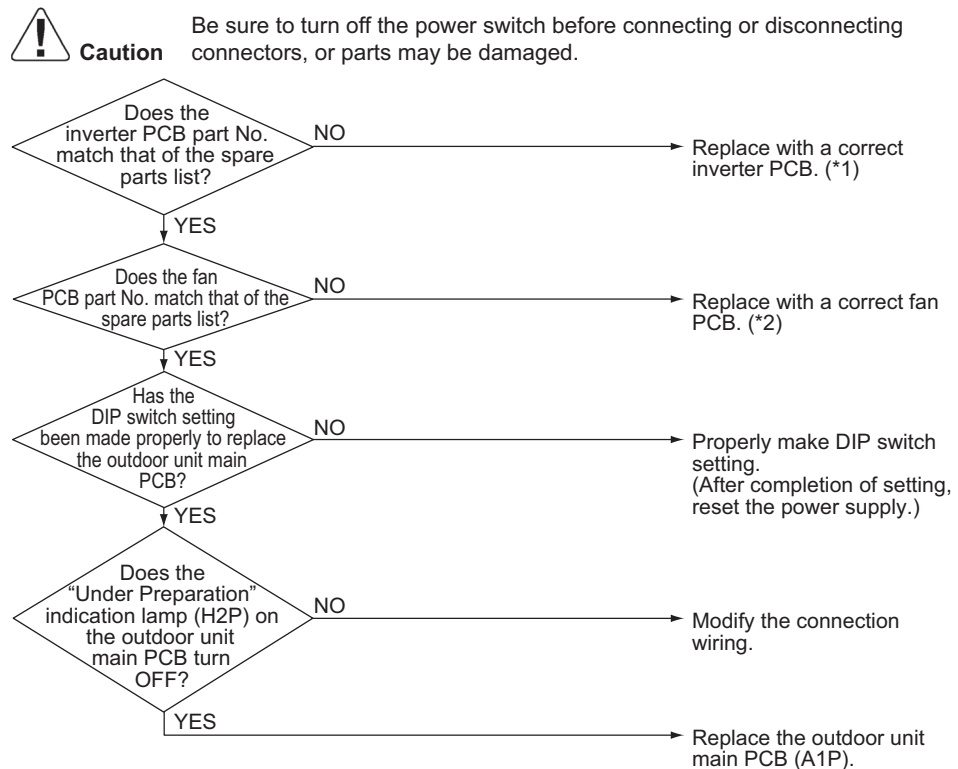 Be sure to turn off the power switch before connecting or disconnecting
Caution connectors, or parts may be damaged.
Does the
inverter PCB part No.
match that of the spare
parts list?
NO
Replace with a correct
inverter PCB. (*1)
YES
Does the fan
PCB part No. match that of the
spare parts list?
NO
Replace with a correct fan
PCB. (*2)
YES
Has the
DIP switch setting
been made properly to replace
the outdoor unit main
PCB?
NO
Properly make DIP switch
setting.
(After completion of setting,
reset the power supply.)
YES
Does the
“Under Preparation”
indication lamp (H2P) on
the outdoor unit
main PCB turn
OFF?
NO
Modify the connection
wiring.
YES
Replace the outdoor unit
main PCB (A1P).